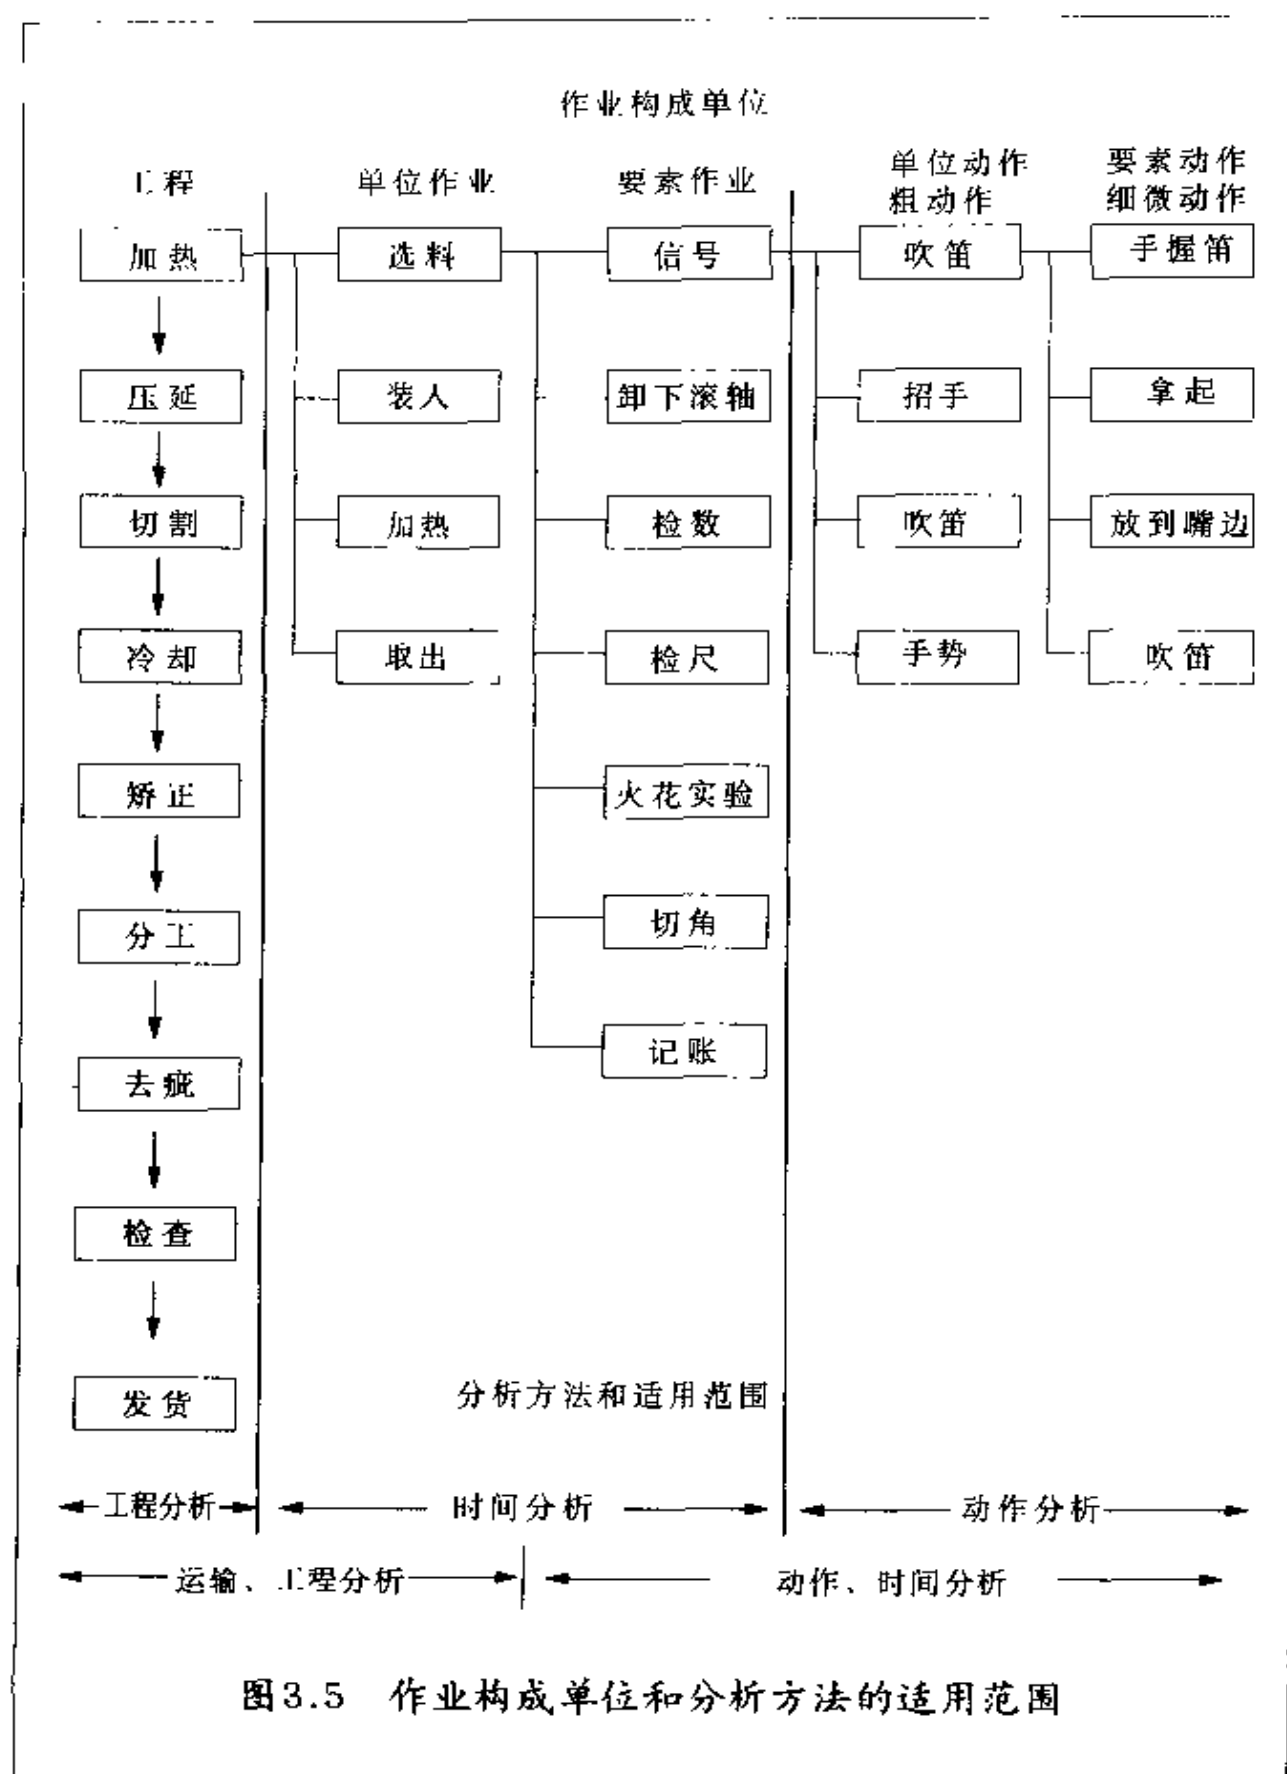 作业构成单位
工程 单位作业 要素作业 单位动作 要素动作
粗动作 细微动作
加热 选料 信号 吹笛 手握笛
压延 装人 卸下滚轴 招手 拿起
切割 加热 检数 吹笛 放到嘴边
冷却 取出 检尺 手势 吹笛
矫正 火花实验
分工 切角
去疵 记账
检查
发货 分析方法和适用范围
工程分析 时间分析 动作分析
运输、工程分析 动作、时间分析
图3.5 作业构成单位和分析方法的适用范围